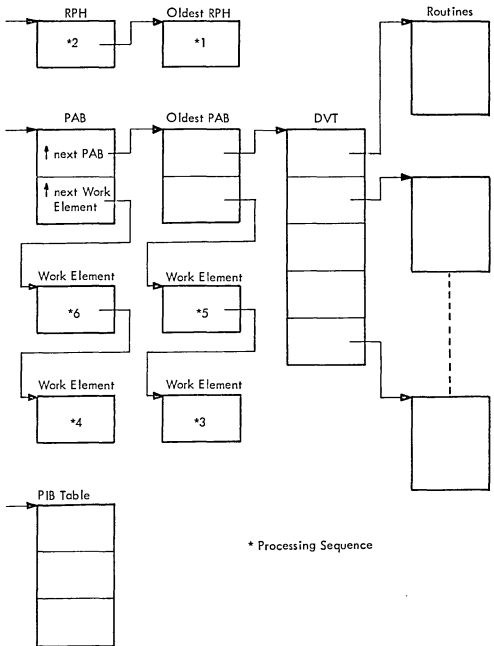 RPH
Oldest RPH
Routines
*2
*1
PAB
Oldest PAB
DVT
↑ next PAB
↑ next Work
Element
Work Element
Work Element
*6
*5
Work Element
Work Element
*4
*3
PIB Table
* Processing Sequence